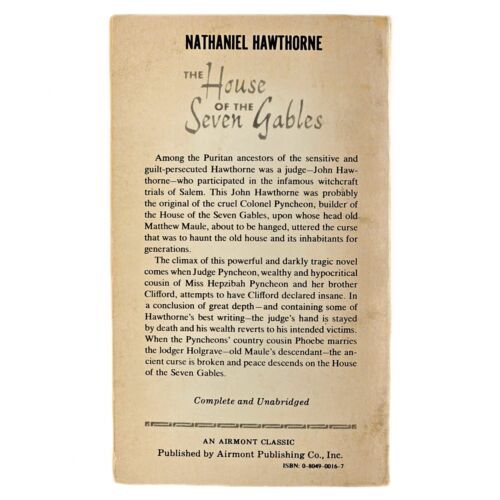 NATHANIEL HAWTHORNE
THE House
OF THE
Seven Gables
Among the Puritan ancestors of the sensitive and
guilt-persecuted Hawthorne was a judge—John Haw-
thorne—who participated in the infamous witchcraft
trials of Salem. This John Hawthorne was probably
the original of the cruel Colonel Pyncheon, builder of
the House of the Seven Gables, upon whose head old
Matthew Maule, about to be hanged, uttered the curse
that was to haunt the old house and its inhabitants for
generations.
The climax of this powerful and darkly tragic novel
comes when Judge Pyncheon, wealthy and hypocritical
cousin of Miss Hepzibah Pyncheon and her brother
Clifford, attempts to have Clifford declared insane. In
a conclusion of great depth—and containing some of
Hawthorne's best writing—the judge's hand is stayed
by death and his wealth reverts to his intended victims.
When the Pyncheons' country cousin Phoebe marries
the lodger Holgrave—old Maule's descendant—the an-
cient curse is broken and peace descends on the House
of the Seven Gables.
Complete and Unabridged
AN AIRMONT CLASSIC
Published by Airmont Publishing Co., Inc.
ISBN: 0-8049-0016-7